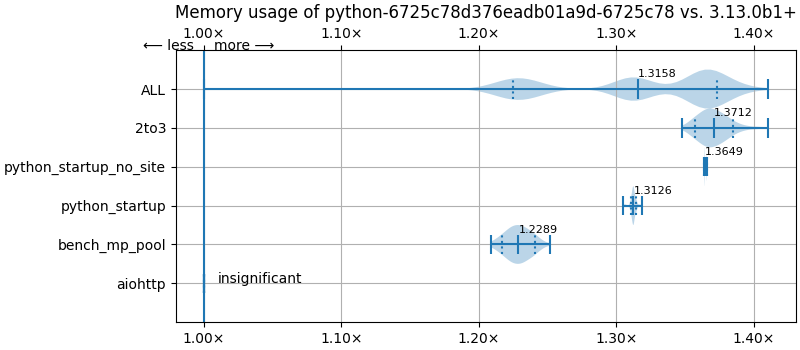 Memory usage of python-6725c78d376eadb01a9d-6725c78 vs. 3.13.0b1+
1.00× 1.10× 1.20× 1.30× 1.40×
⟵ less more ⟶
ALL 1.3158
2to3 1.3712
python_startup_no_site 1.3649
python_startup 1.3126
bench_mp_pool 1.2289
aiohttp insignificant
1.00× 1.10× 1.20× 1.30× 1.40×